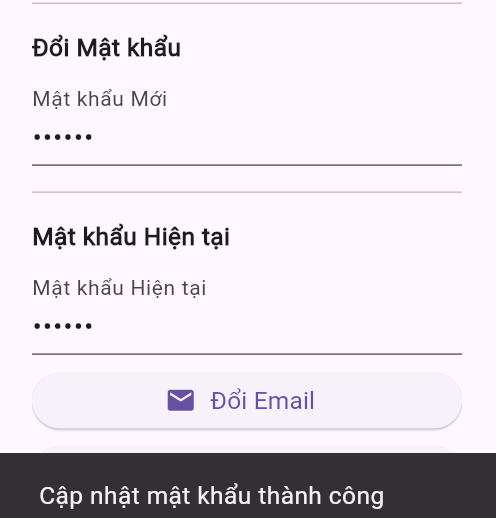 Đổi Mật khẩu
Mật khẩu Mới
••••••
Mật khẩu Hiện tại
Mật khẩu Hiện tại
••••••
Đổi Email
Cập nhật mật khẩu thành công